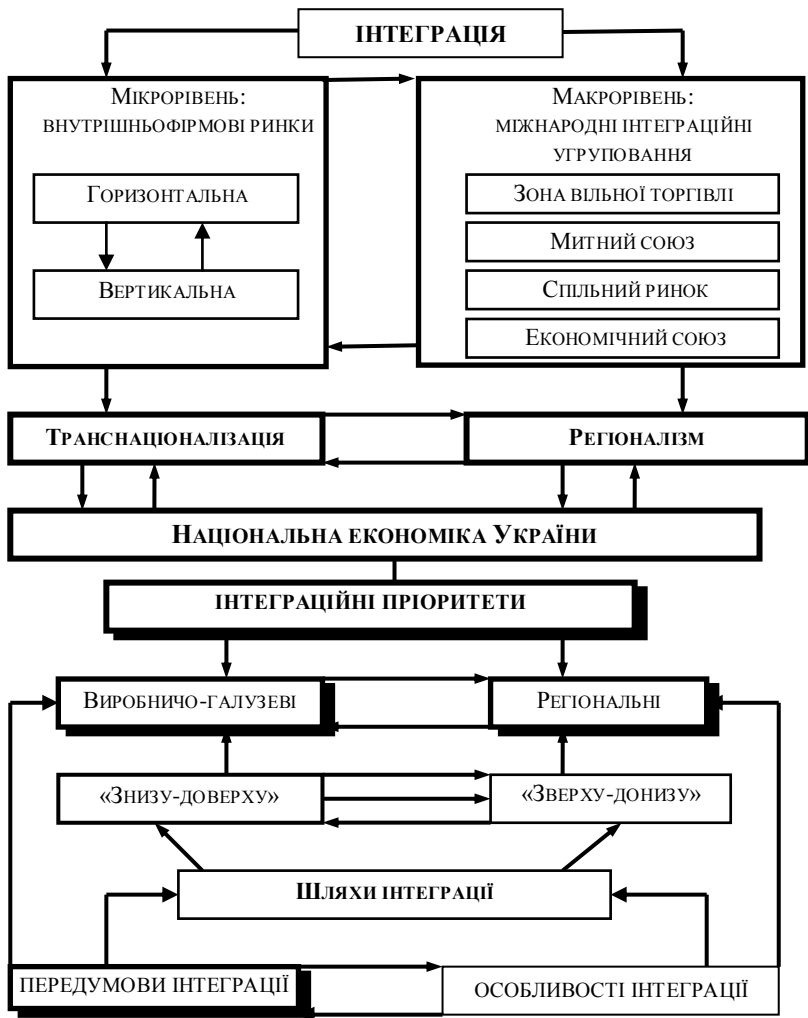 ІНТЕГРАЦІЯ
МІКРОРІВЕНЬ:
ВНУТРІШНЬОФІРМОВІ РИНКИ
ГОРИЗОНТАЛЬНА
ВЕРТИКАЛЬНА
МАКРОРІВЕНЬ:
МІЖНАРОДНІ ІНТЕГРАЦІЙНІ
УГРУПОВАННЯ
ЗОНА ВІЛЬНОЇ ТОРГІВЛІ
МИТНИЙ СОЮЗ
СПІЛЬНИЙ РИНОК
ЕКОНОМІЧНИЙ СОЮЗ
ТРАНСНАЦІОНАЛІЗАЦІЯ
РЕГІОНАЛІЗМ
НАЦІОНАЛЬНА ЕКОНОМІКА УКРАЇНИ
ІНТЕГРАЦІЙНІ ПРІОРИТЕТИ
ВИРОБНИЧО-ГАЛУЗЕВІ
РЕГІОНАЛЬНІ
«ЗНИЗУ-ДОВЕРХУ»
«ЗВЕРХУ-ДОНИЗУ»
ШЛЯХИ ІНТЕГРАЦІЇ
ПЕРЕДУМОВИ ІНТЕГРАЦІЇ
ОСОБЛИВОСТІ ІНТЕГРАЦІЇ